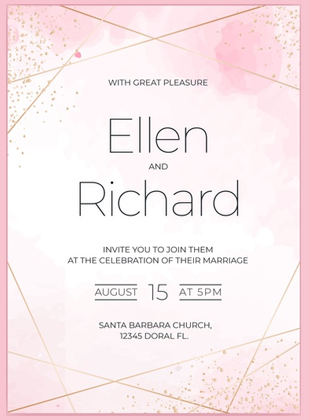 WITH GREAT PLEASURE
Ellen
AND
Richard
INVITE YOU TO JOIN THEM
AT THE CELEBRATION OF THEIR MARRIAGE
AUGUST 15 AT 5PM
SANTA BARBARA CHURCH,
12345 DORAL FL.